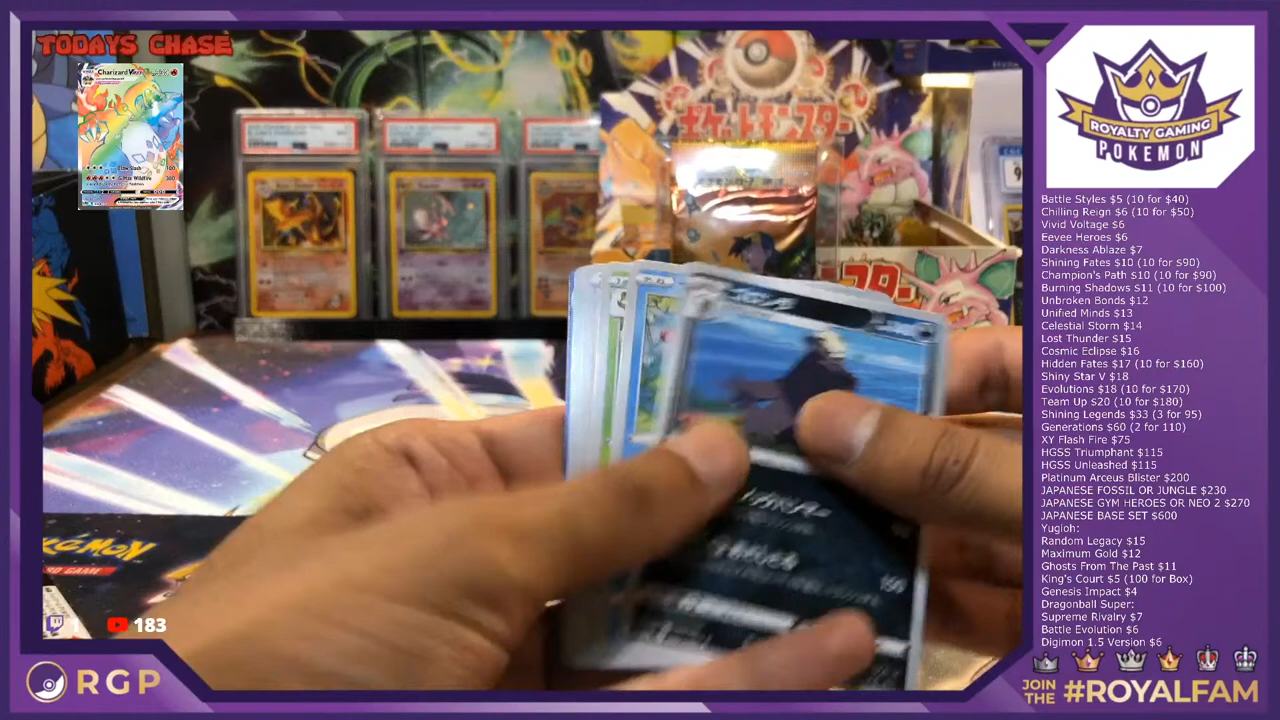 TODAYS CHASE
Charizard
G-Max Wildfire 300
ポケットモンスター
ROYALTY GAMING
POKEMON
Battle Styles $5 (10 for $40)
Chilling Reign $6 (10 for $50)
Vivid Voltage $6
Eevee Heroes $6
Darkness Ablaze $7
Shining Fates $10 (10 for $90)
Champion's Path $10 (10 for $90)
Burning Shadows $11 (10 for $100)
Unbroken Bonds $12
Unified Minds $13
Celestial Storm $14
Lost Thunder $15
Cosmic Eclipse $16
Hidden Fates $17 (10 for $160)
Shiny Star V $18
Evolutions $18 (10 for $170)
Team Up $20 (10 for $180)
Shining Legends $33 (3 for 95)
Generations $60 (2 for 110)
XY Flash Fire $75
HGSS Triumphant $115
HGSS Unleashed $115
Platinum Arceus Blister $200
JAPANESE FOSSIL OR JUNGLE $230
JAPANESE GYM HEROES OR NEO 2 $270
JAPANESE BASE SET $600
Yugioh:
Random Legacy $15
Maximum Gold $12
Ghosts From The Past $11
King's Court $5 (100 for Box)
Genesis Impact $4
Dragonball Super:
Supreme Rivalry $7
Battle Evolution $6
Digimon 1.5 Version $6
1 183
RGP
JOIN
THE #ROYALFAM